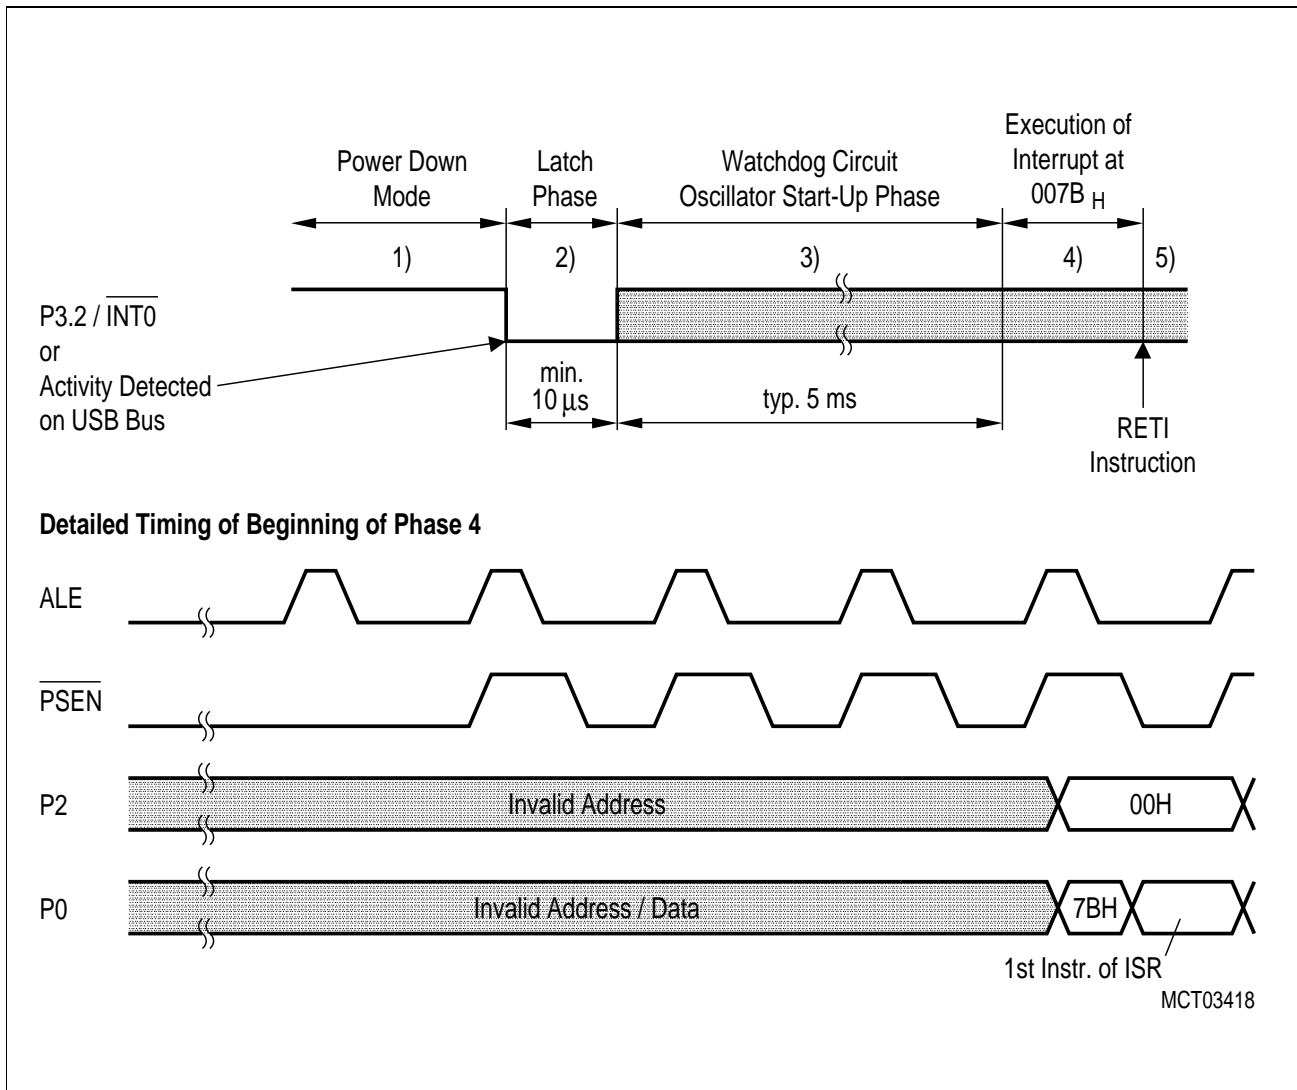 Power Down
Mode
Latch
Phase
Watchdog Circuit
Oscillator Start-Up Phase
Execution of
Interrupt at
007B H
1)
2)
3)
4)
5)
P3.2 / INT0
or
Activity Detected
on USB Bus
min.
10 µs
typ. 5 ms
RETI
Instruction
Detailed Timing of Beginning of Phase 4
ALE
PSEN
P2
Invalid Address
00H
P0
Invalid Address / Data
7BH
1st Instr. of ISR
MCT03418